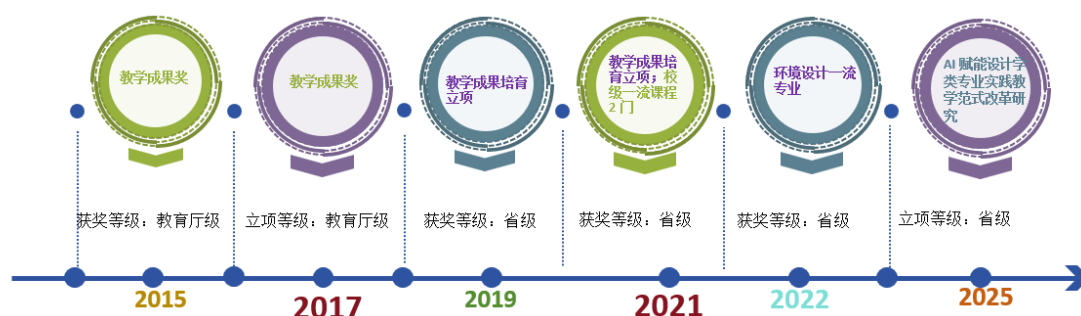 教学成果奖
教学成果奖
教学成果培育
立项
教学成果培
育立项；校
级一流课程
2 门
环境设计一流
专业
AI 赋能设计学
类专业实践教
学范式改革研
究
获奖等级：教育厅级
立项等级：教育厅级
获奖等级：省级
获奖等级：省级
获奖等级：省级
立项等级：省级
2015
2017
2019
2021
2022
2025